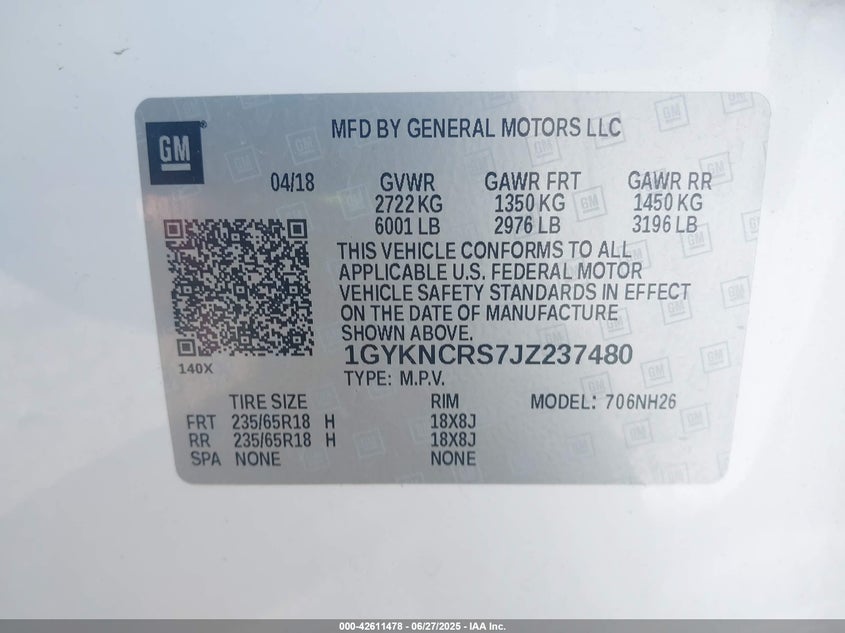 GM
MFD BY GENERAL MOTORS LLC
04/18 GVWR GAWR FRT GAWR RR
2722 KG 1350 KG 1450 KG
6001 LB 2976 LB 3196 LB
THIS VEHICLE CONFORMS TO ALL
APPLICABLE U.S. FEDERAL MOTOR
VEHICLE SAFETY STANDARDS IN EFFECT
ON THE DATE OF MANUFACTURE
SHOWN ABOVE.
140X
1GYKNCRS7JZ237480
TYPE: M.P.V.
TIRE SIZE RIM MODEL: 706NH26
FRT 235/65R18 H 18X8J
RR 235/65R18 H 18X8J
SPA NONE NONE
000-42611478 - 06/27/2025 - IAA Inc.